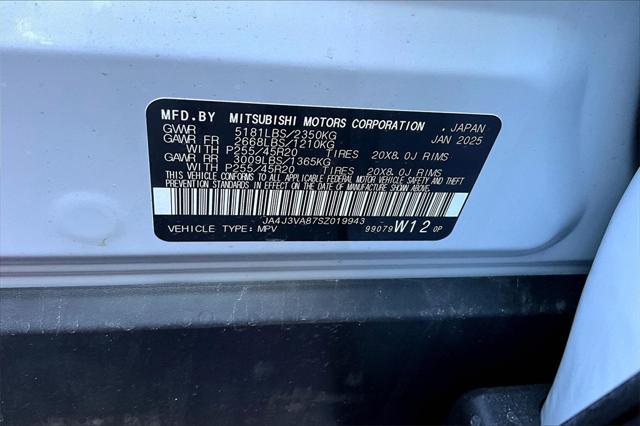 MFD.BY MITSUBISHI MOTORS CORPORATION , JAPAN
GVWR 5181LBS/2350KG JAN 2025
GAWR FR 2668LBS/1210KG
WITH P255/45R20 TIRES 20X8.0J RIMS
GAWR RR 3009LBS/1365KG
WITH P255/45R20 TIRES 20X8.0J RIMS
THIS VEHICLE CONFORMS TO ALL APPLICABLE FEDERAL MOTOR VEHICLE SAFETY AND THEFT
PREVENTION STANDARDS IN EFFECT ON THE DATE OF MANUFACTURE SHOWN ABOVE.
JA4J3VA87SZ019943
VEHICLE TYPE: MPV 99079W120P